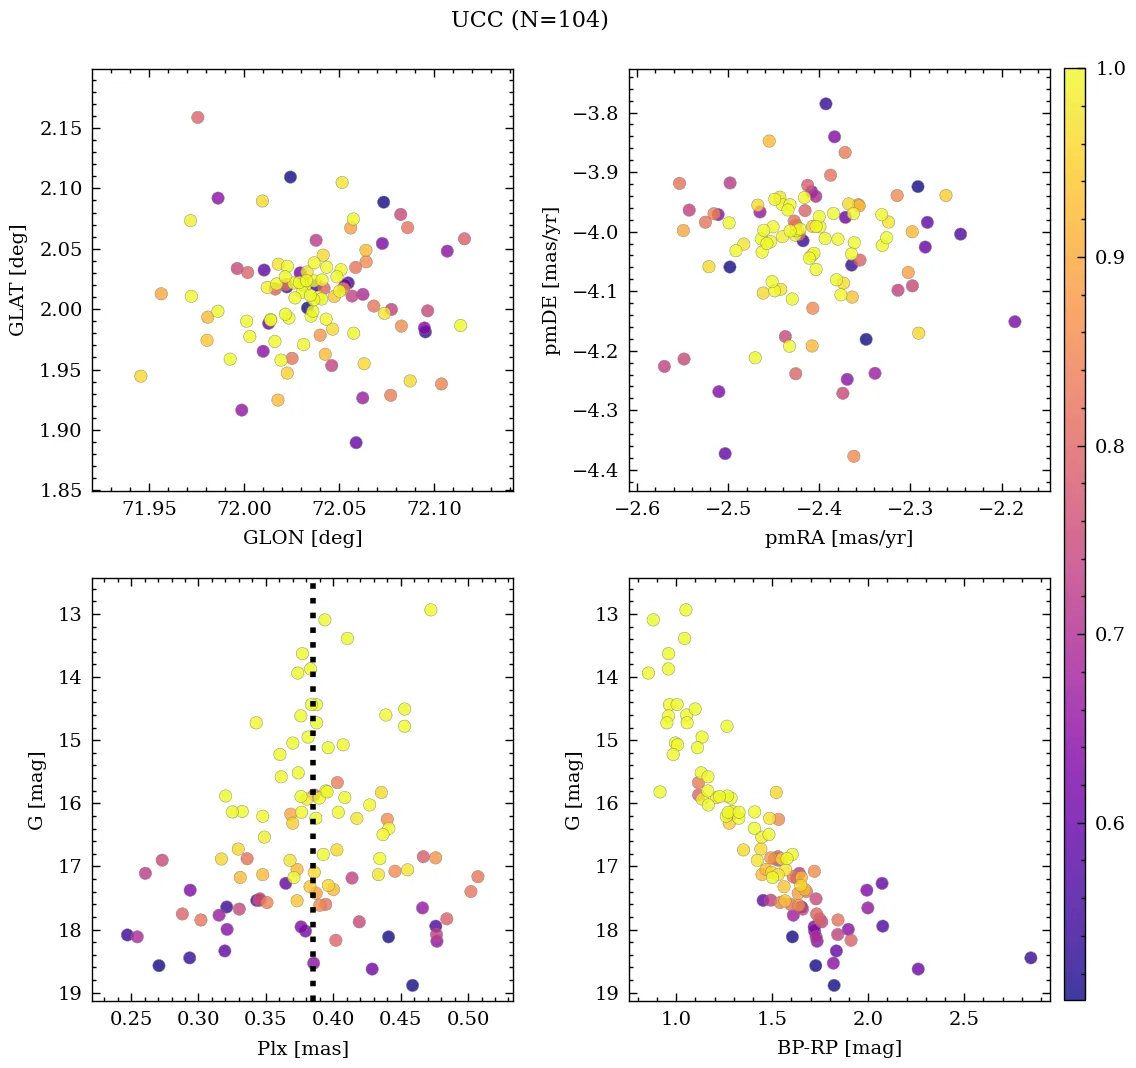 UCC (N=104)
2.15
2.10
2.05
2.00
1.95
1.90
1.85
GLAT [deg]
71.95 72.00 72.05 72.10
GLON [deg]
−3.8
−3.9
−4.0
−4.1
−4.2
−4.3
−4.4
pmDE [mas/yr]
−2.6 −2.5 −2.4 −2.3 −2.2
pmRA [mas/yr]
1.0
0.9
0.8
0.7
0.6
13
14
15
16
17
18
19
G [mag]
0.25 0.30 0.35 0.40 0.45 0.50
Plx [mas]
13
14
15
16
17
18
19
G [mag]
1.0 1.5 2.0 2.5
BP-RP [mag]